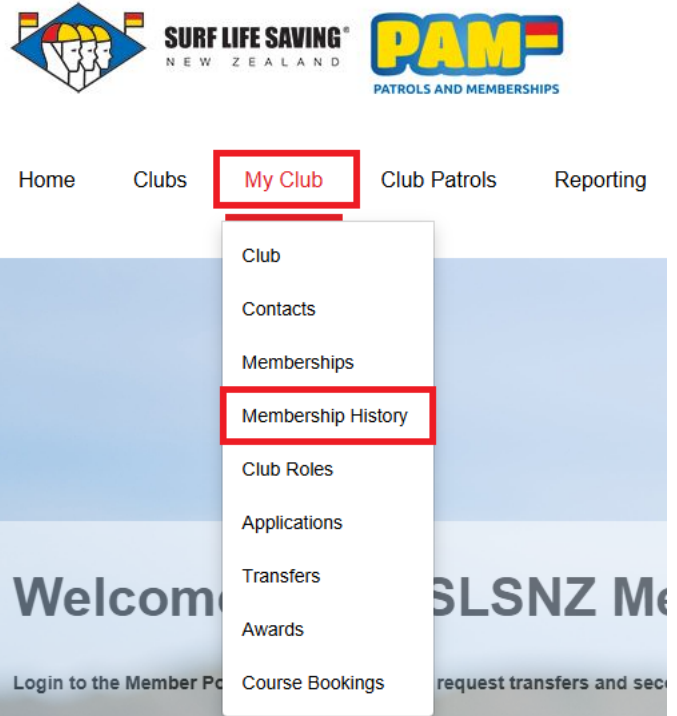 SURF LIFE SAVING®
NEW ZEALAND
PAM
PATROLS AND MEMBERSHIPS
Home Clubs My Club Club Patrols Reporting
Club
Contacts
Memberships
Membership History
Club Roles
Applications
Transfers
Awards
Course Bookings
Welcom SLSNZ Me
Login to the Member Po request transfers and sec